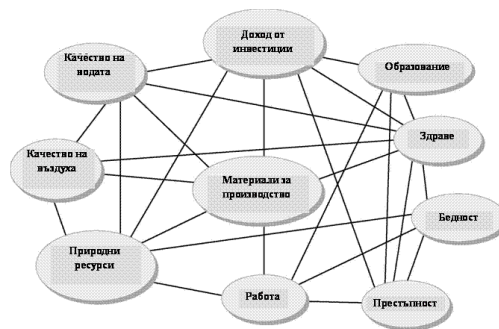 Доход от
инвестиции
Качество на
водата
Образование
Здраве
Качество на
въздуха
Материали за
производство
Бедност
Природни
ресурси
Работа
Престъпност